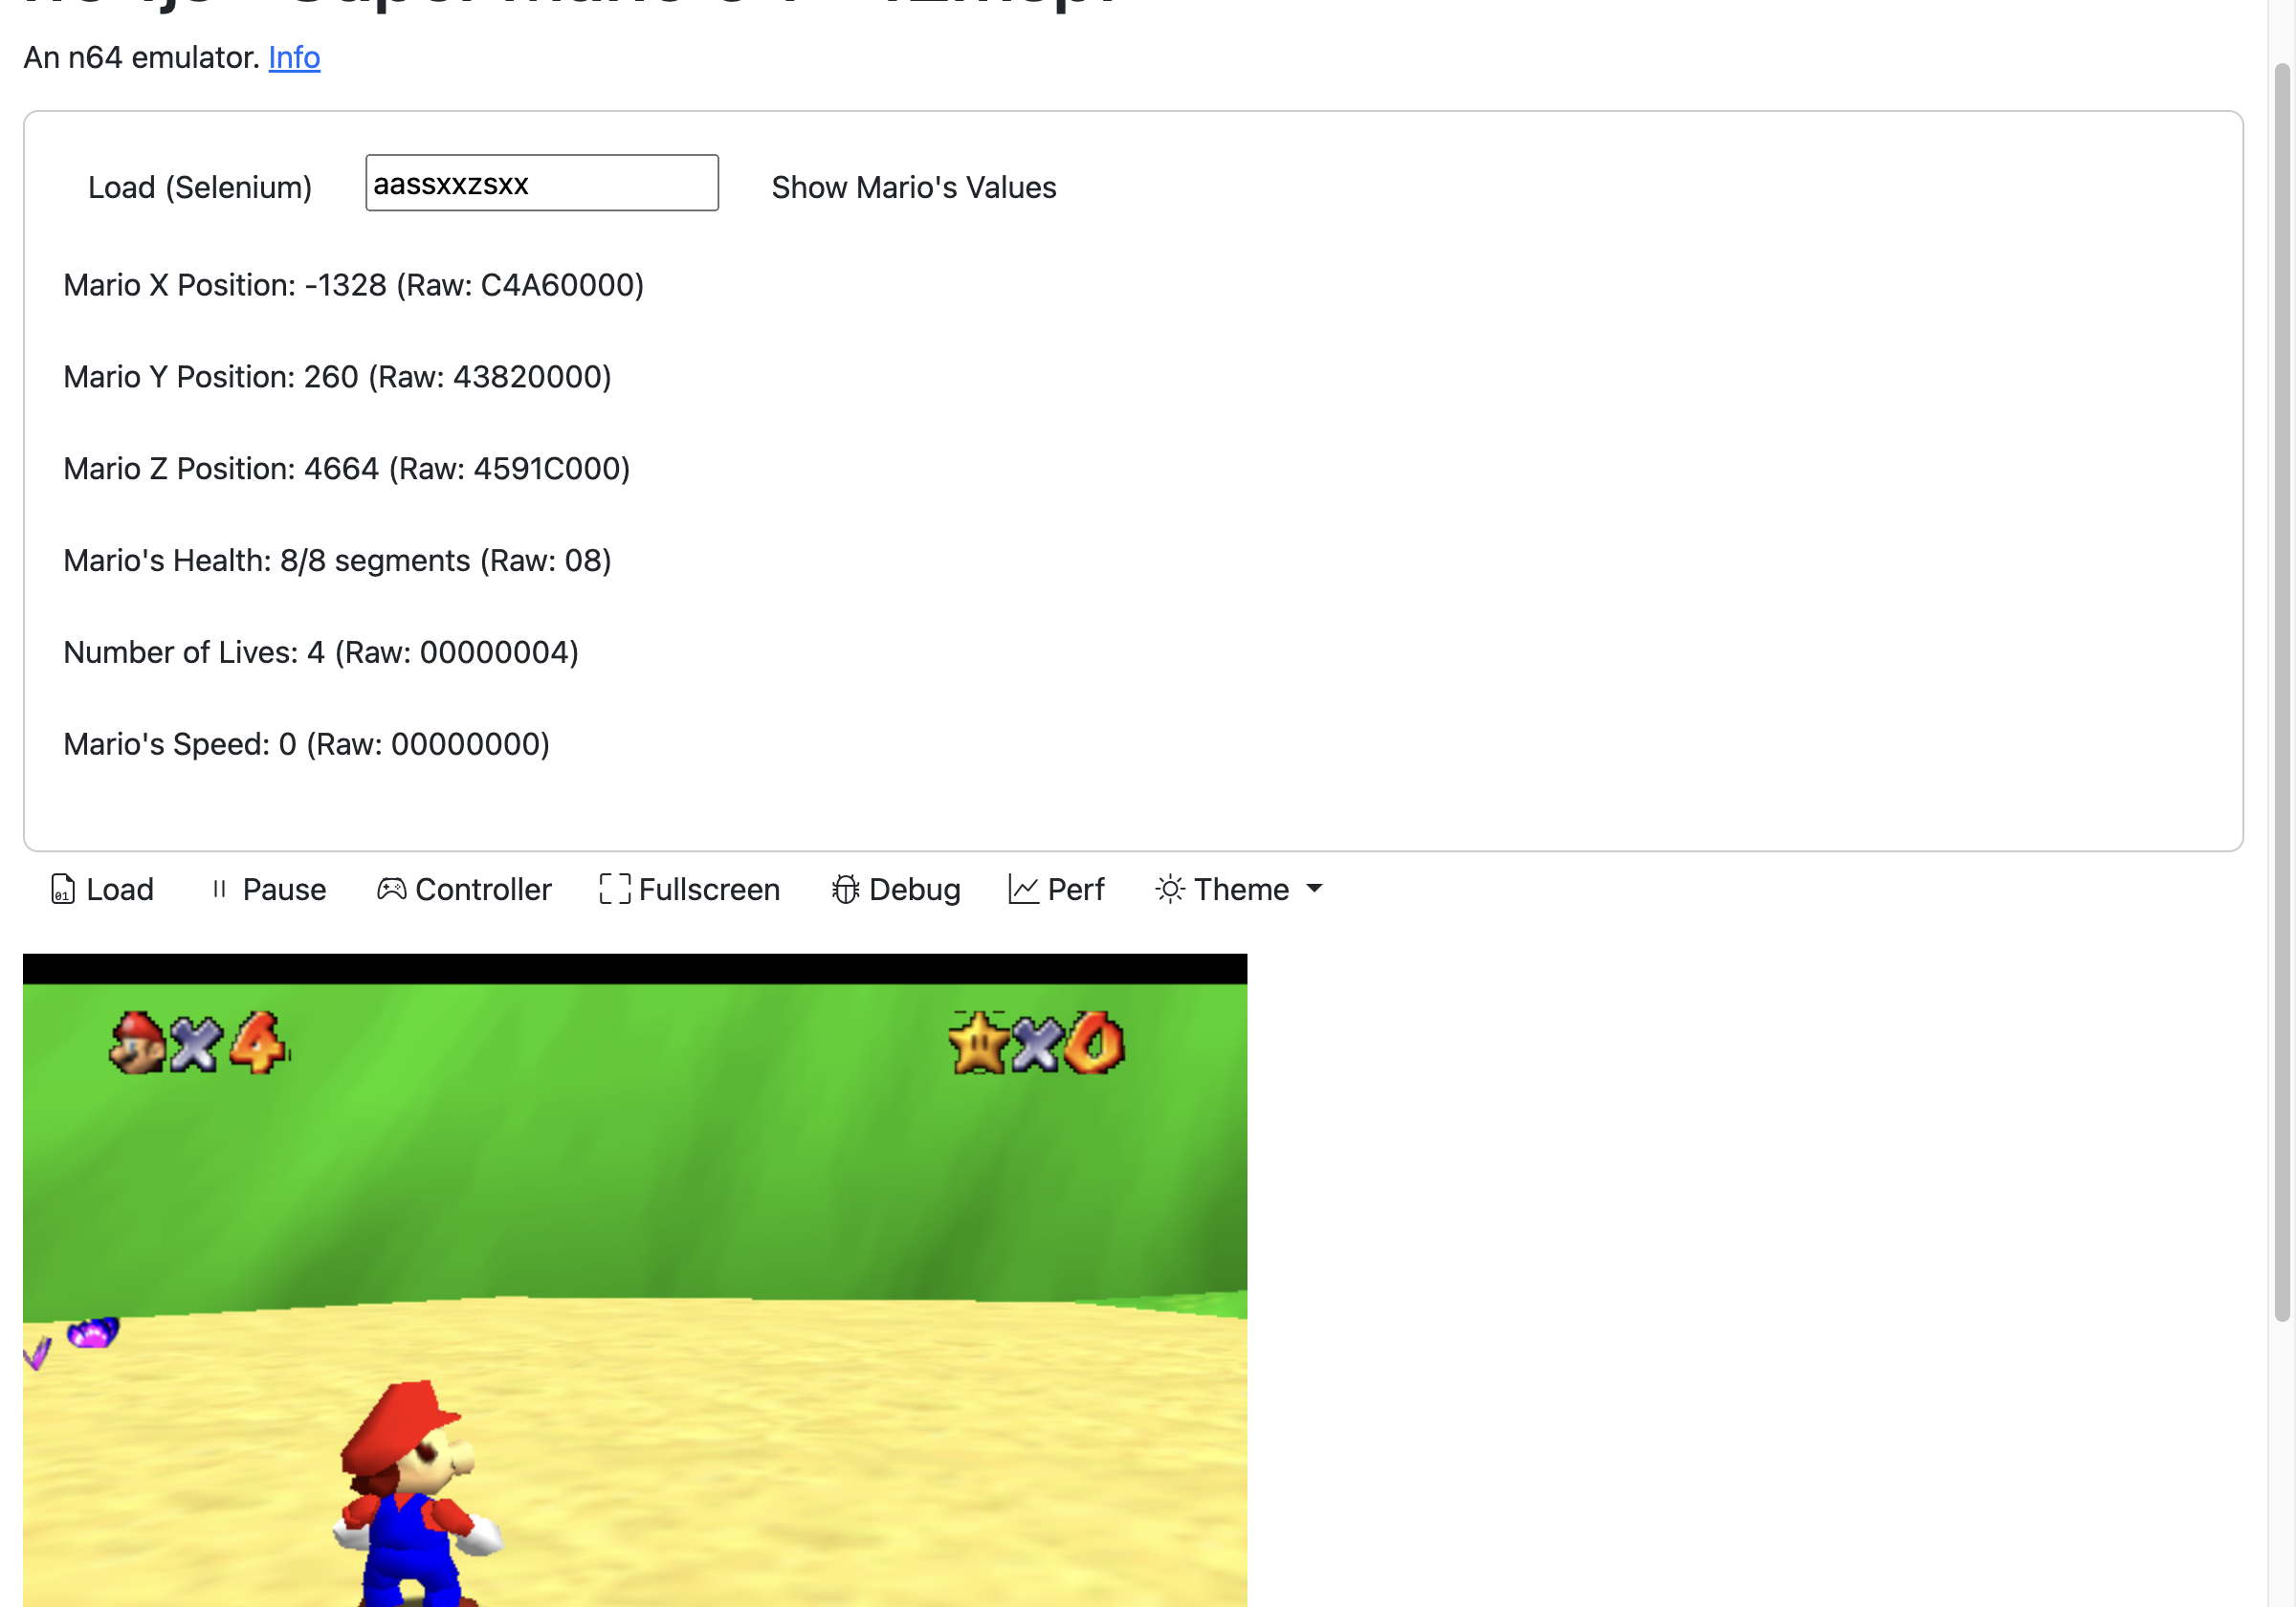 An n64 emulator. Info
Load (Selenium) aassxxzsxx Show Mario's Values
Mario X Position: -1328 (Raw: C4A60000)
Mario Y Position: 260 (Raw: 43820000)
Mario Z Position: 4664 (Raw: 4591C000)
Mario's Health: 8/8 segments (Raw: 08)
Number of Lives: 4 (Raw: 00000004)
Mario's Speed: 0 (Raw: 00000000)
01 Load Pause Controller Fullscreen Debug Perf Theme
×4 ×0